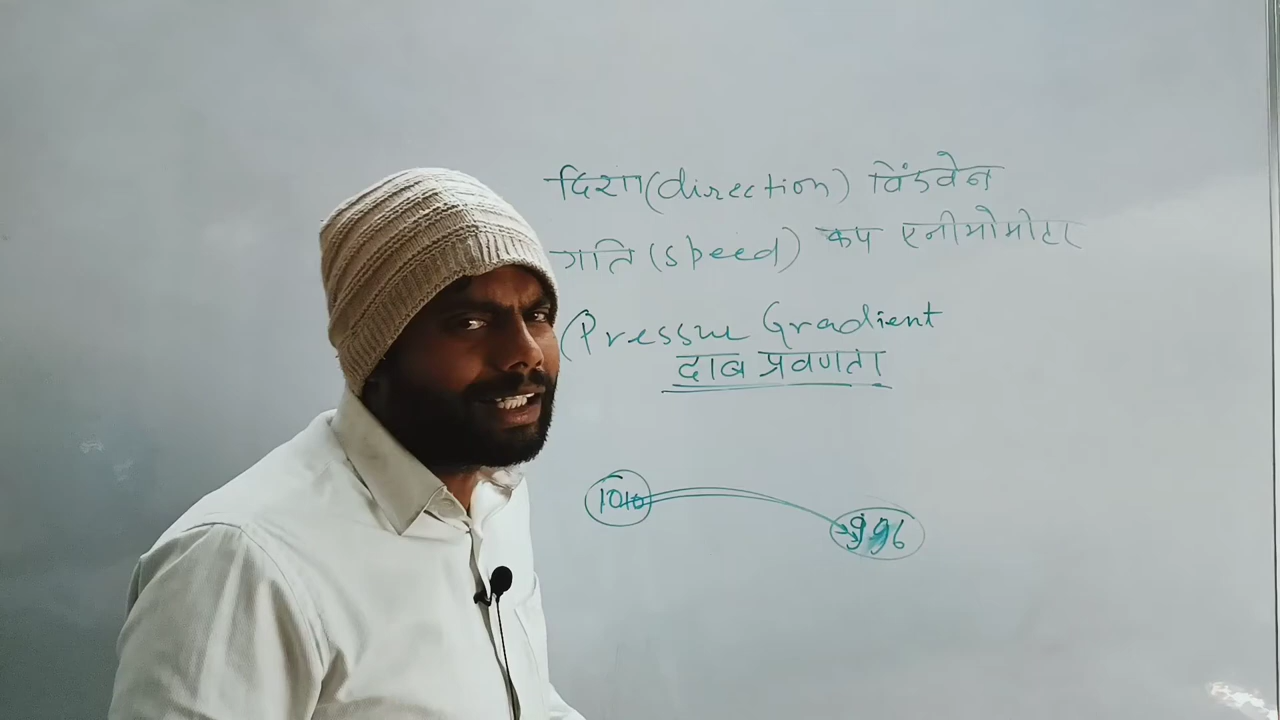 दिशा (direction) विंडवेन
गति (speed) कप एनीमोमीटर
(Pressure Gradient
दाब प्रवणता
1010
996